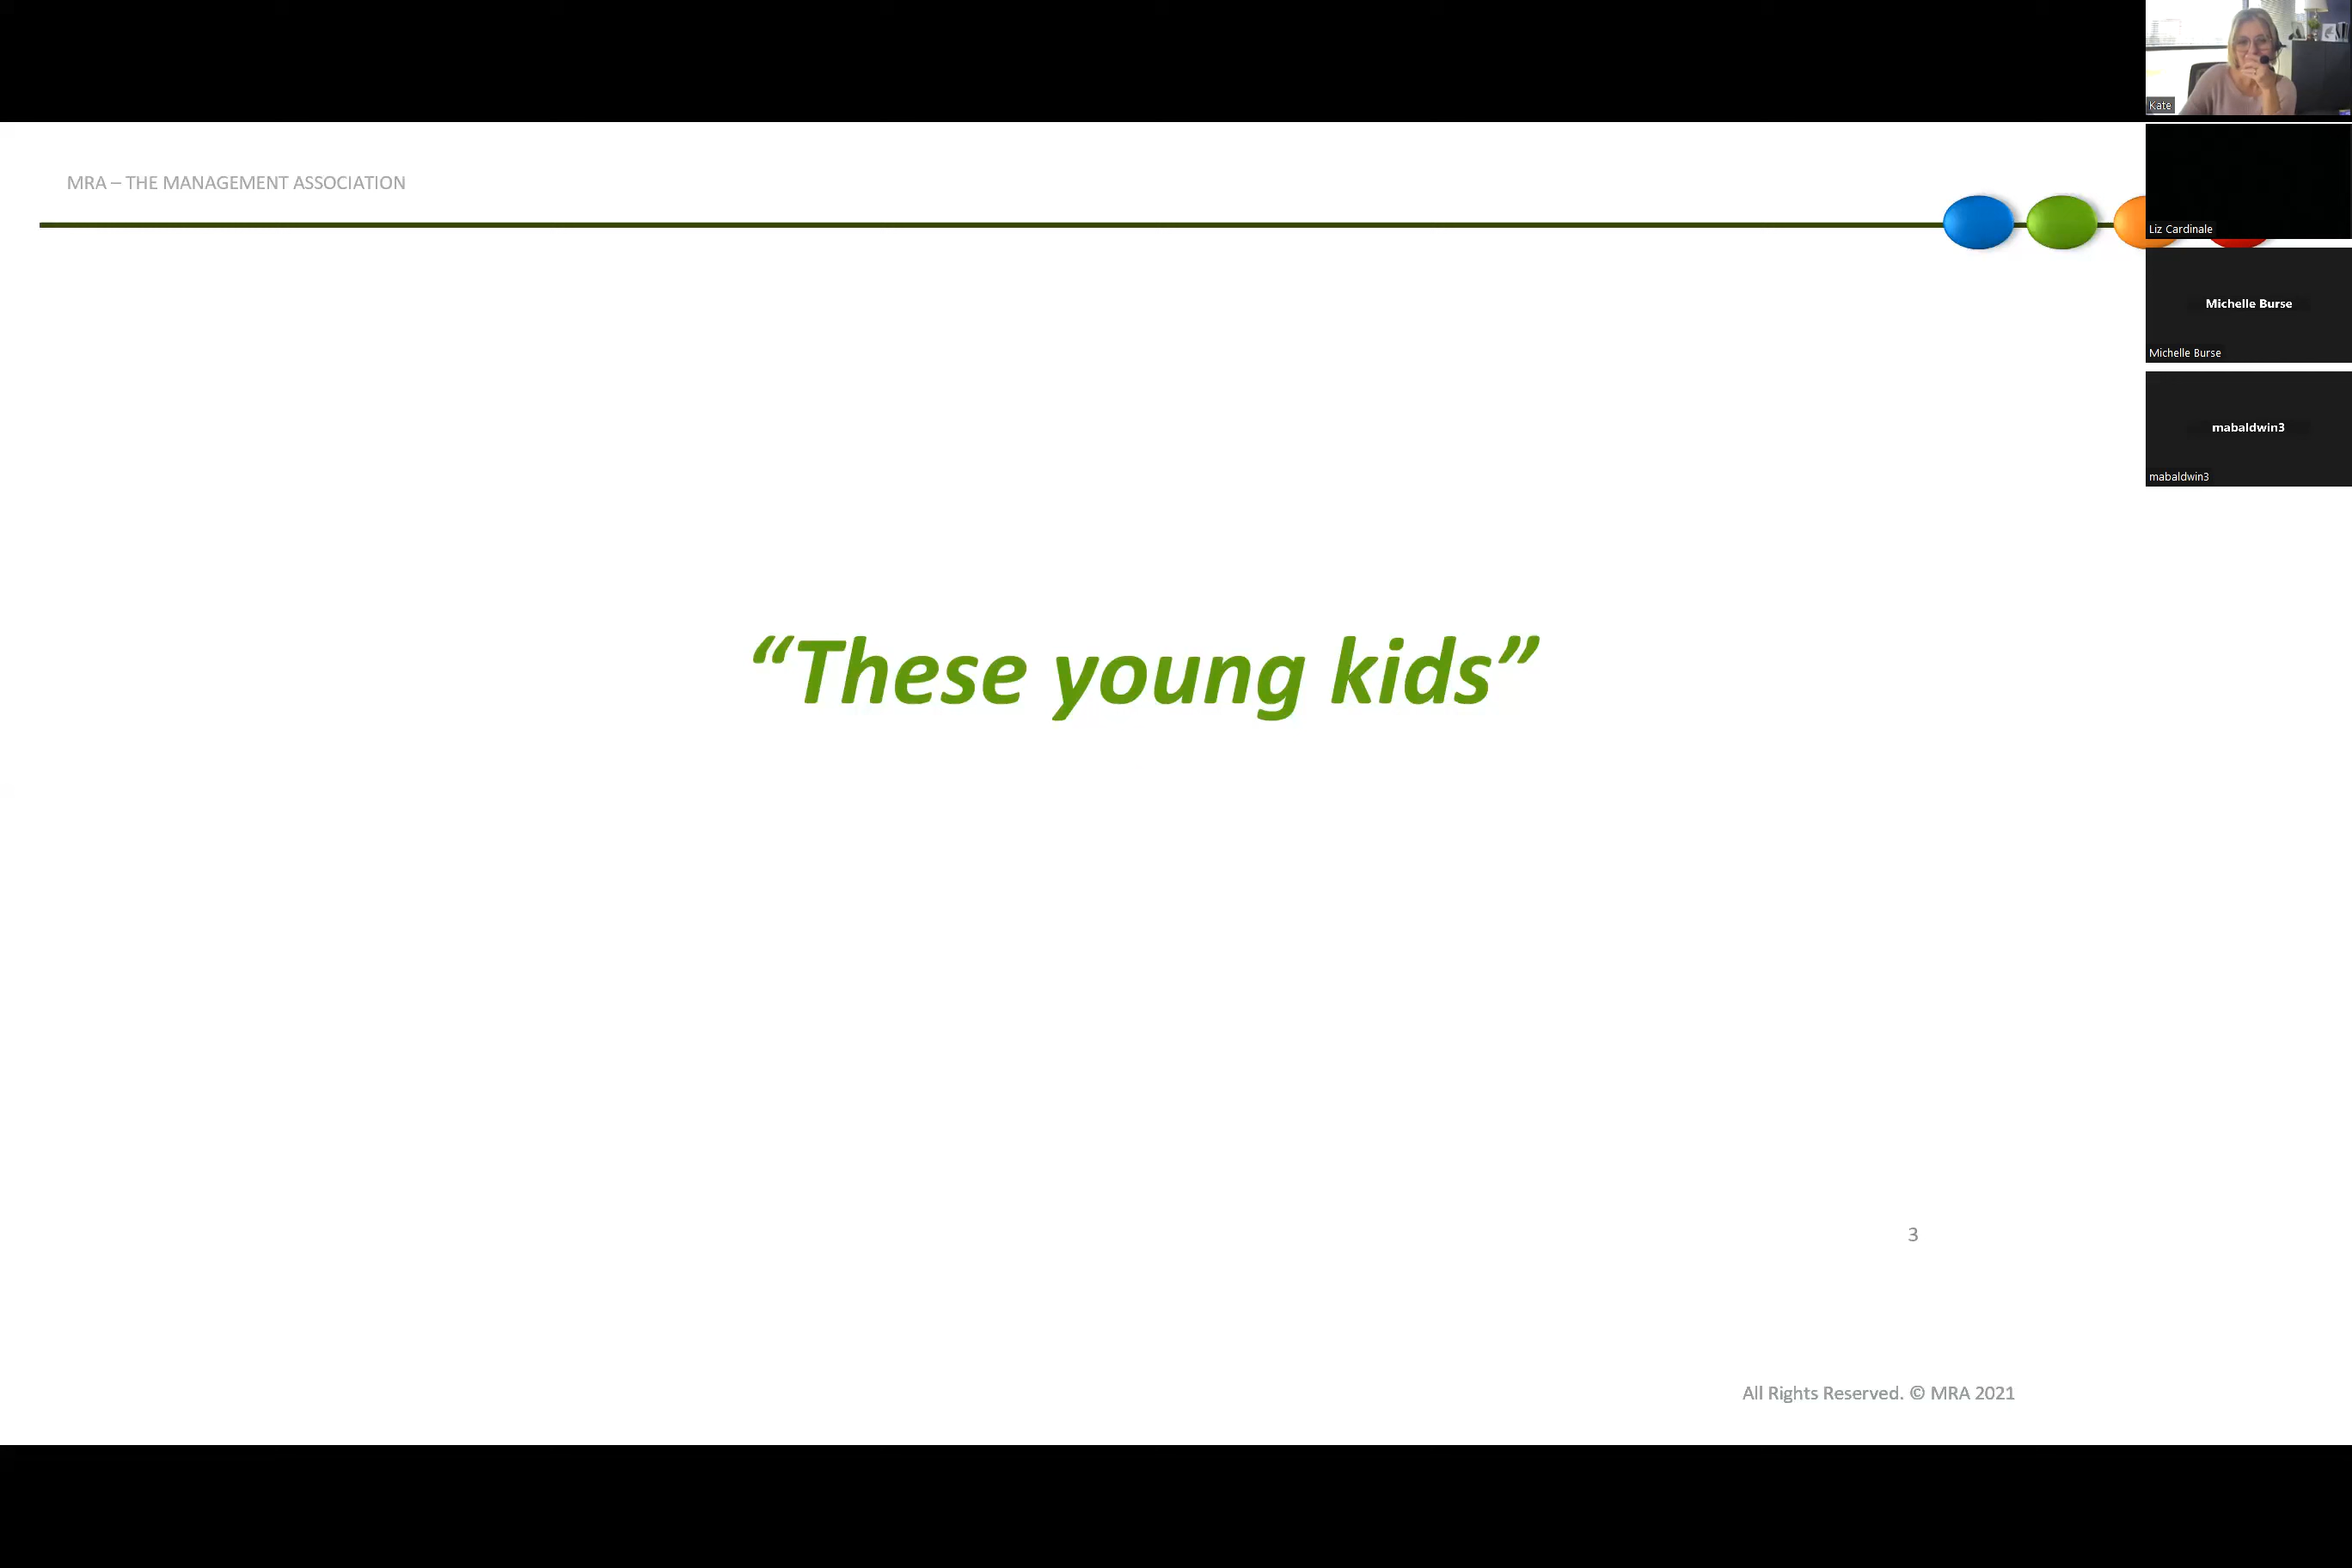 Kate
MRA – THE MANAGEMENT ASSOCIATION
Liz Cardinale
Michelle Burse
Michelle Burse
mabaldwin3
mabaldwin3
“These young kids”
3
All Rights Reserved. © MRA 2021